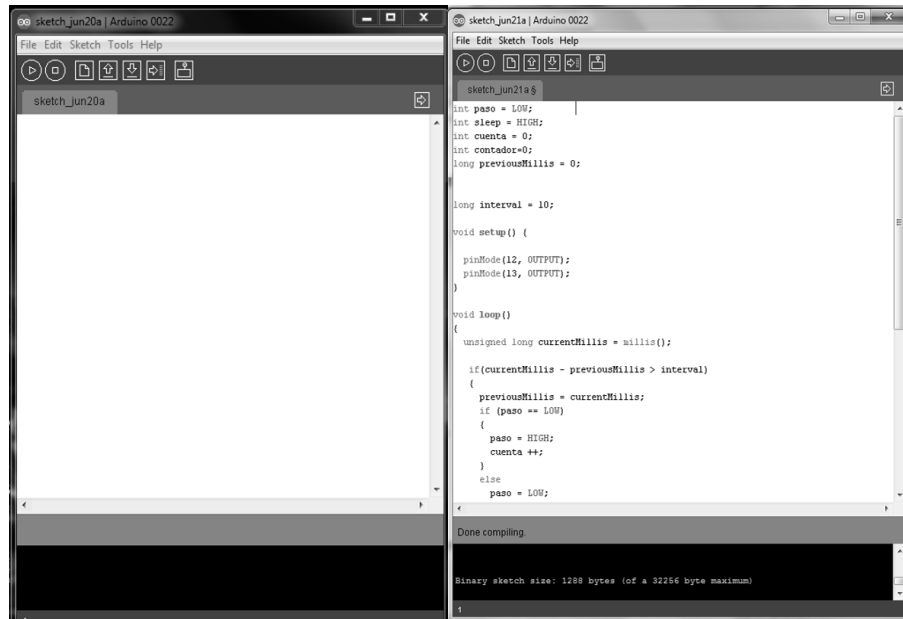 sketch_jun20a | Arduino 0022
File Edit Sketch Tools Help
sketch_jun20a
sketch_jun21a | Arduino 0022
File Edit Sketch Tools Help
sketch_jun21a §
int paso = LOW;
int sleep = HIGH;
int cuenta = 0;
int contador=0;
long previousMillis = 0;
long interval = 10;
void setup() {
pinMode(12, OUTPUT);
pinMode(13, OUTPUT);
}
void loop()
{
unsigned long currentMillis = millis();
if(currentMillis - previousMillis > interval)
{
previousMillis = currentMillis;
if (paso == LOW)
{
paso = HIGH;
cuenta ++;
}
else
paso = LOW;
Done compiling.
Binary sketch size: 1288 bytes (of a 32256 byte maximum)
1